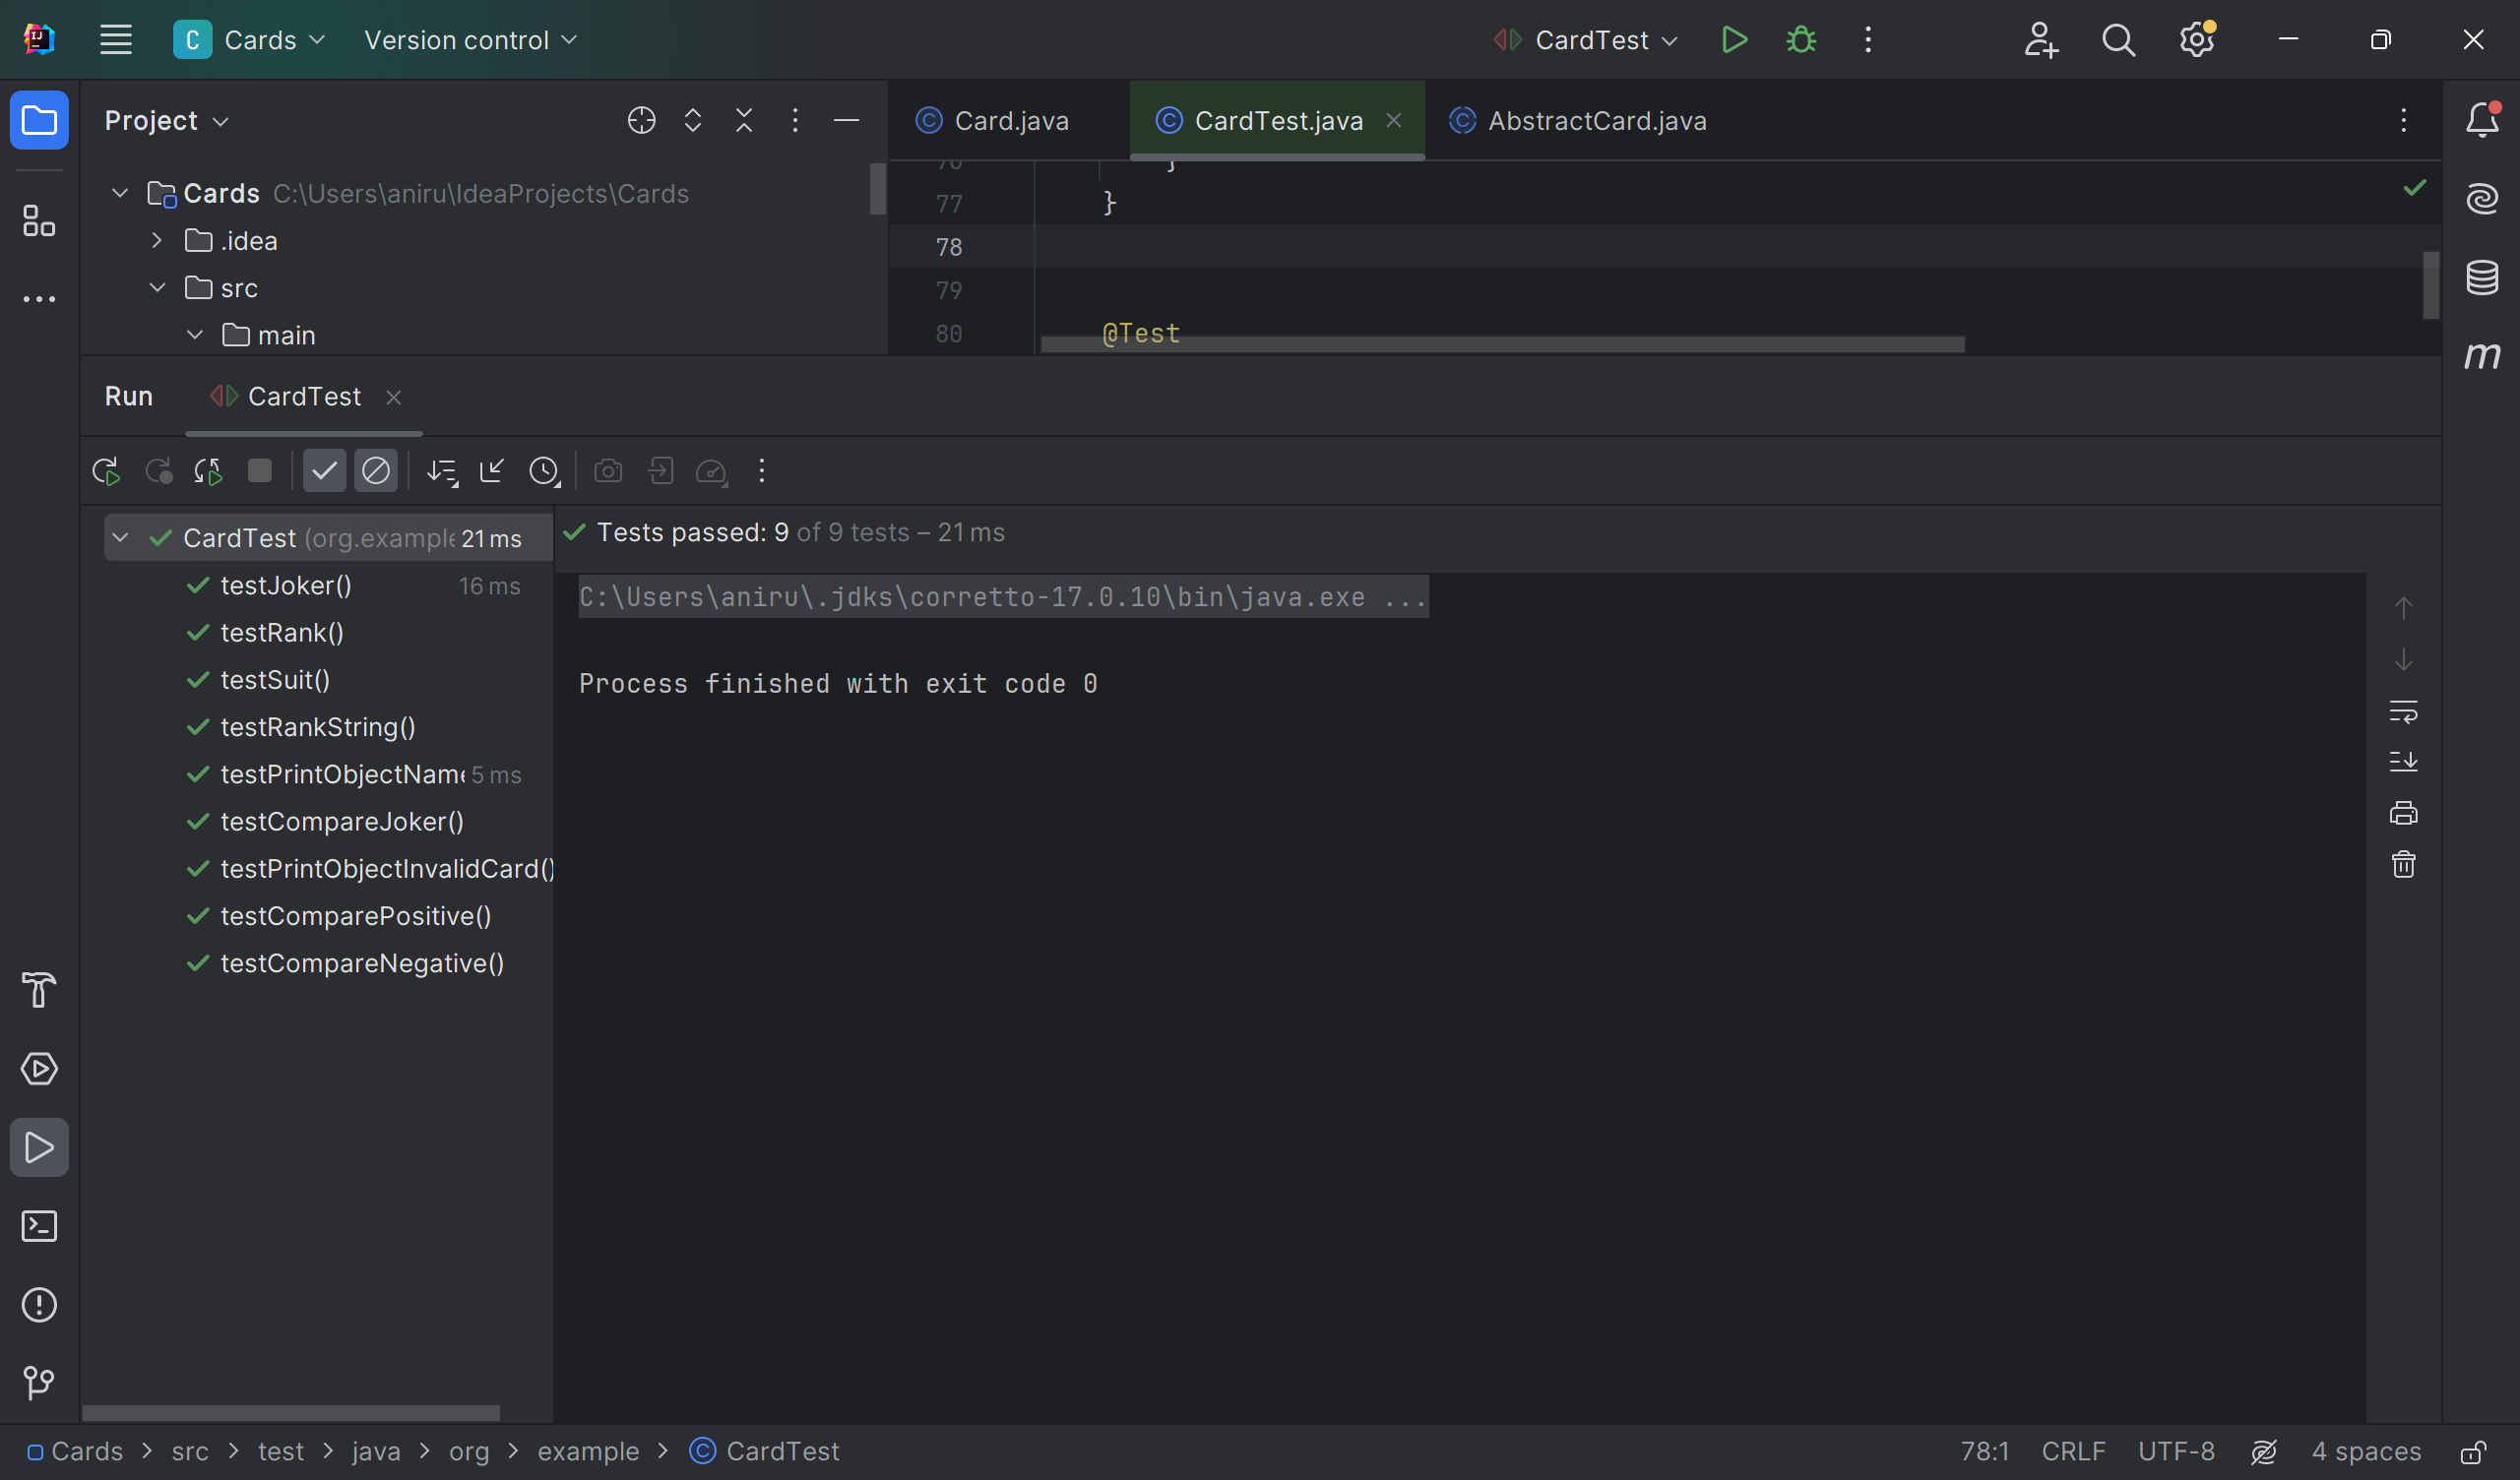 C Cards Version control CardTest
Project
Card.java CardTest.java AbstractCard.java
Cards C:\Users\aniru\IdeaProjects\Cards
.idea
src
main
76 }
77 }
78
79
80 @Test
Run CardTest
CardTest (org.example 21 ms
testJoker() 16 ms
testRank()
testSuit()
testRankString()
testPrintObjectName 5 ms
testCompareJoker()
testPrintObjectInvalidCard()
testComparePositive()
testCompareNegative()
Tests passed: 9 of 9 tests – 21 ms
C:\Users\aniru\.jdks\corretto-17.0.10\bin\java.exe ...
Process finished with exit code 0
Cards > src > test > java > org > example > CardTest
78:1 CRLF UTF-8 4 spaces